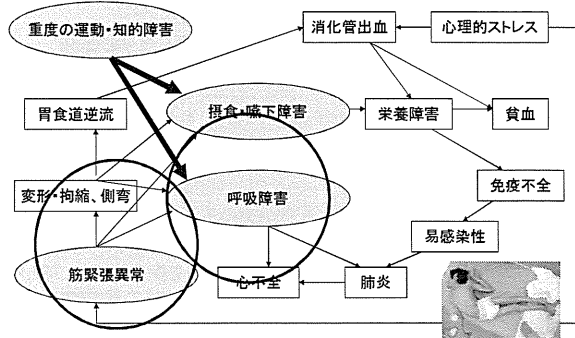 重度の運動・知的障害
消化管出血
心理的ストレス
胃食道逆流
摂食・嚥下障害
栄養障害
貧血
変形・拘縮、側弯
呼吸障害
免疫不全
易感染性
筋緊張異常
心不全
肺炎